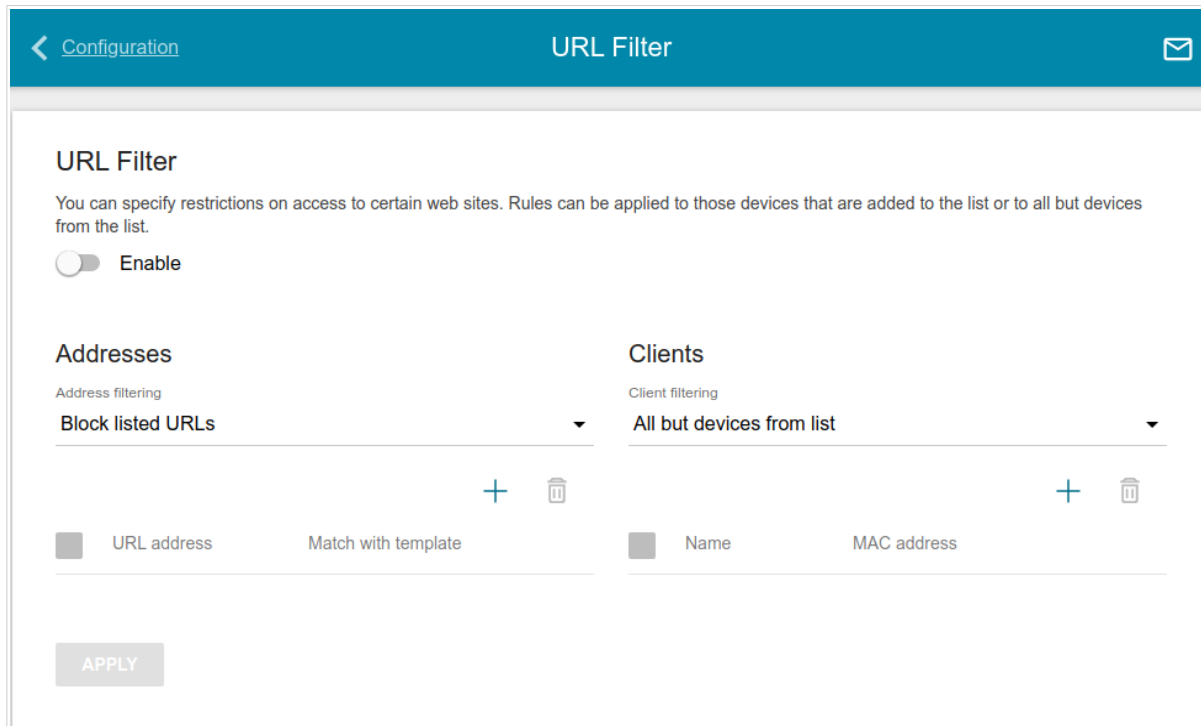 Configuration
URL Filter
URL Filter
You can specify restrictions on access to certain web sites. Rules can be applied to those devices that are added to the list or to all but devices
from the list.
Enable
Addresses
Address filtering
Block listed URLs
URL address Match with template
Clients
Client filtering
All but devices from list
Name MAC address
APPLY